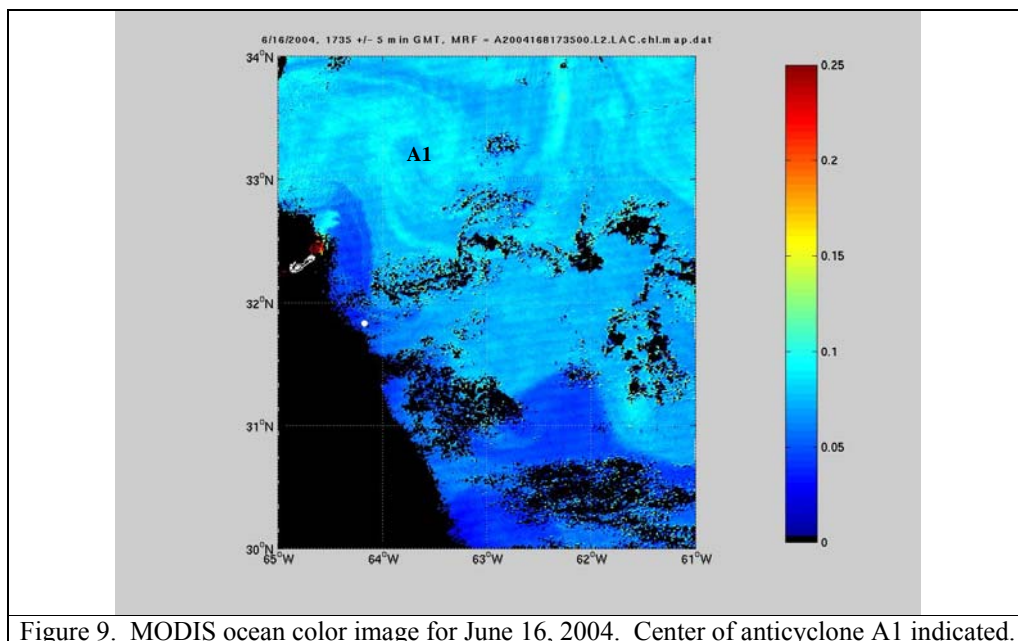 6/16/2004, 1735 +/- 5 min GMT, MRF - A2004168173500.L2.LAC.chl.map.dat
34°N
33°N
32°N
31°N
30°N
65°W
64°W
63°W
62°W
61°W
A1
0.25
0.2
0.15
0.1
0.05
0
Figure 9. MODIS ocean color image for June 16, 2004. Center of anticyclone A1 indicated.